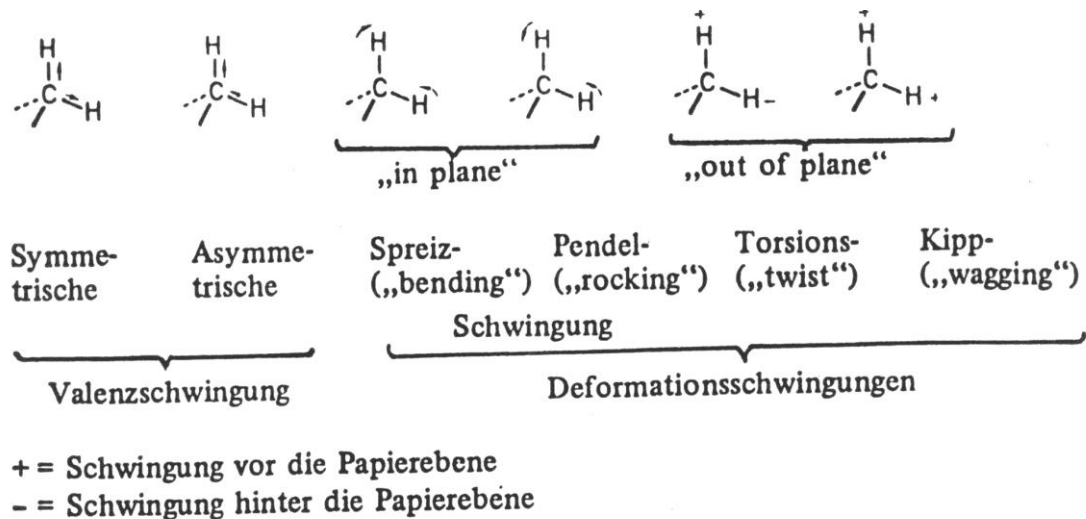 H H H H + H + H
C H C H C H C H C H - C H +
„in plane“ „out of plane“
Symme- Asymme- Spreiz- Pendel- Torsions- Kipp-
trische trische („bending“) („rocking“) („twist“) („wagging“)
Schwingung
Valenzschwingung Deformationsschwingungen
+ = Schwingung vor die Papierebene
- = Schwingung hinter die Papierebene